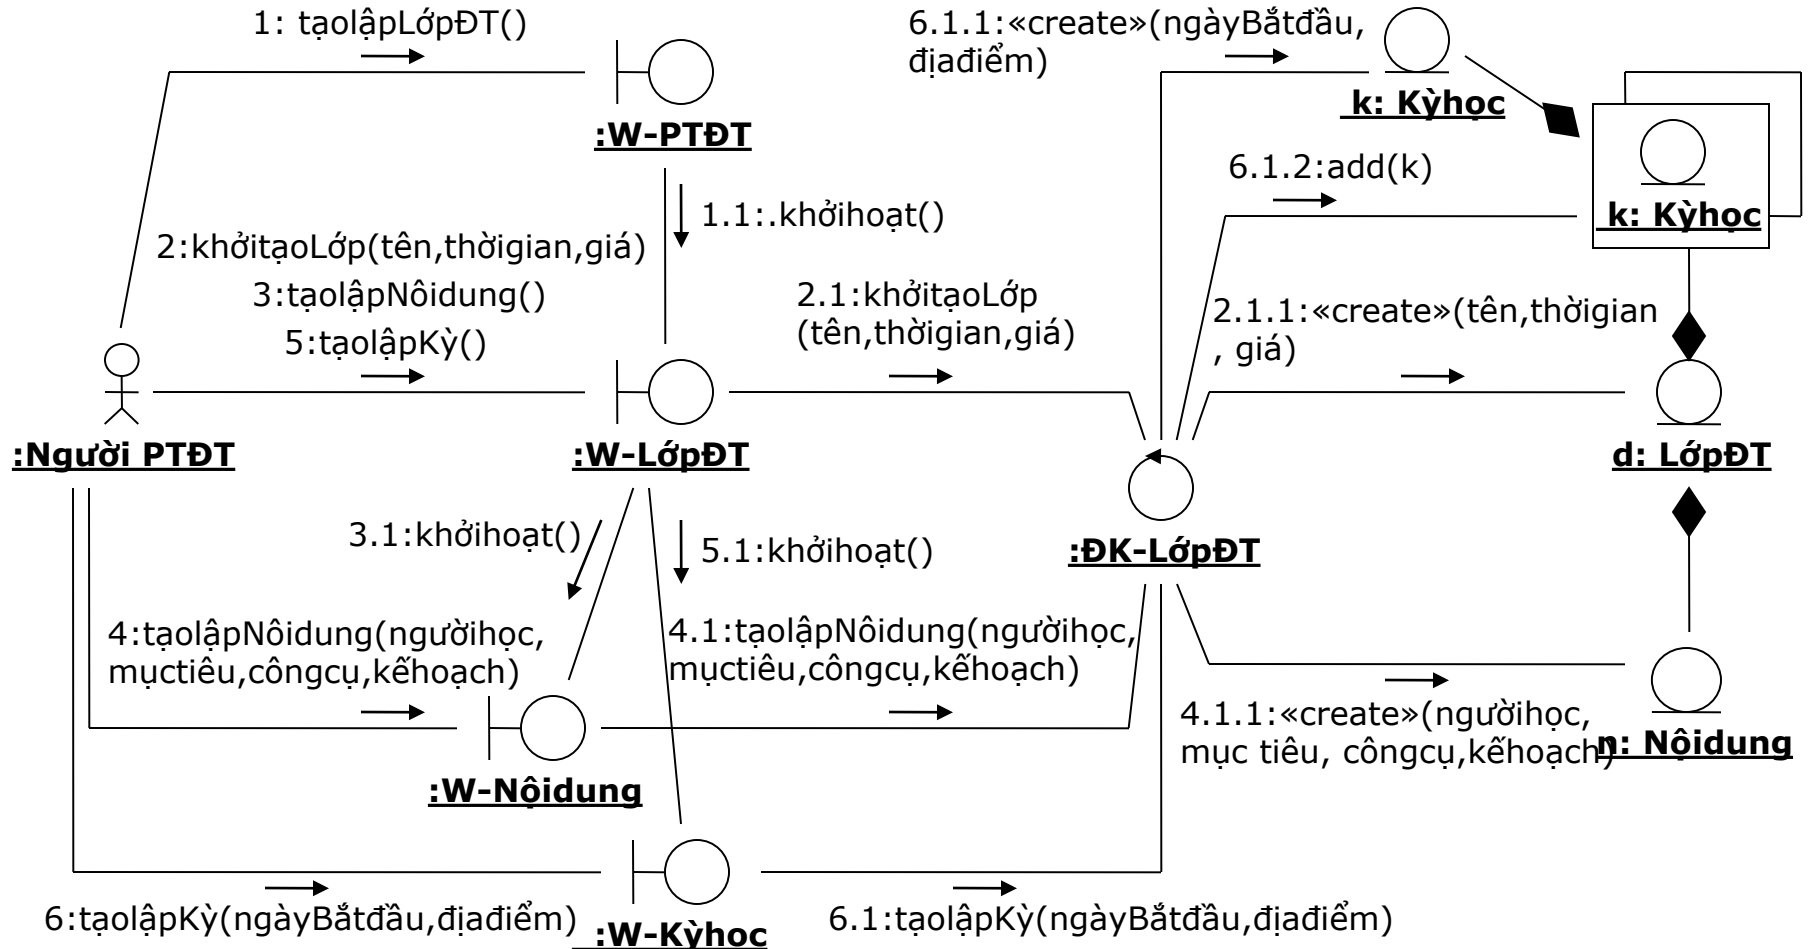 1: tạolậpLớpĐT()
6.1.1:«create»(ngàyBắtđầu,
địađiểm)
k: Kỳhọc
:W-PTĐT
6.1.2:add(k)
k: Kỳhọc
1.1:.khởihoạt()
2:khởitạoLớp(tên,thờigian,giá)
3:tạolậpNôidung()
5:tạolậpKỳ()
2.1:khởitạoLớp
(tên,thờigian,giá)
2.1.1:«create»(tên,thờigian
, giá)
:Người PTĐT
:W-LớpĐT
d: LớpĐT
3.1:khởihoạt()
5.1:khởihoạt()
:ĐK-LớpĐT
4:tạolậpNôidung(ngườihọc,
mụctiêu,côngcụ,kếhoạch)
4.1:tạolậpNôidung(ngườihọc,
mụctiêu,côngcụ,kếhoạch)
4.1.1:«create»(ngườihọc,
mục tiêu, côngcụ,kếhoạch)
n: Nộidung
:W-Nộidung
6:tạolậpKỳ(ngàyBắtđầu,địađiểm)
:W-Kỳhọc
6.1:tạolậpKỳ(ngàyBắtđầu,địađiểm)